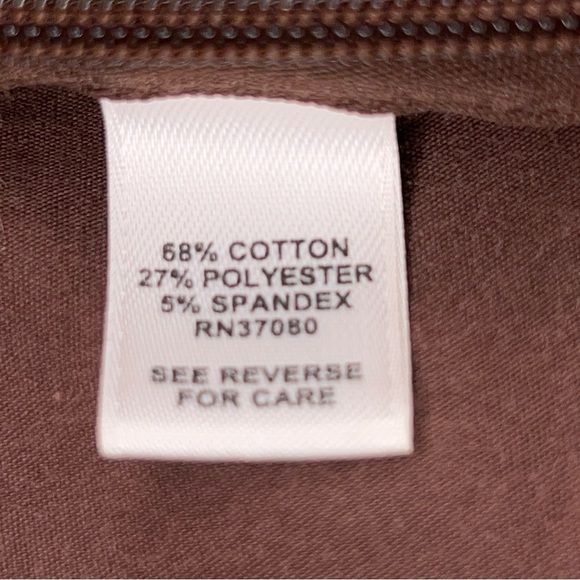 68% COTTON
27% POLYESTER
5% SPANDEX
RN37080
SEE REVERSE
FOR CARE